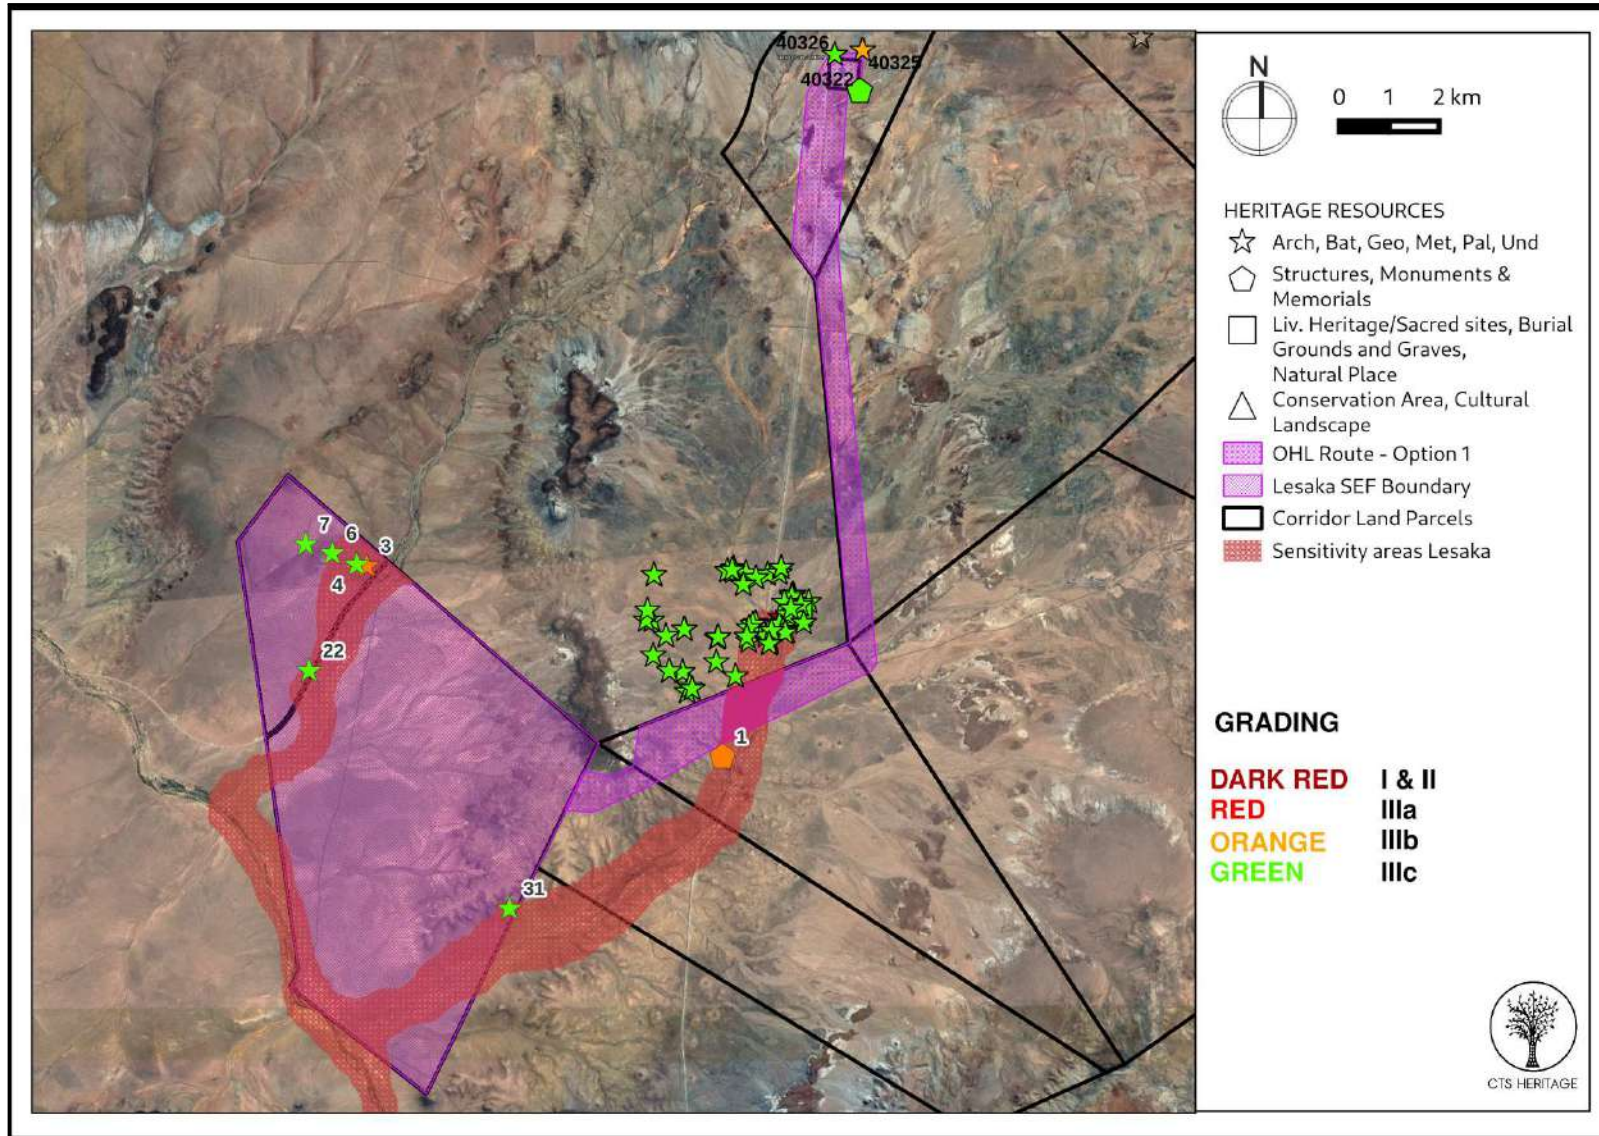 40326
40325
40322
7
6
3
4
22
1
31
N
0 1 2 km
HERITAGE RESOURCES
Arch, Bat, Geo, Met, Pal, Und
Structures, Monuments &
Memorials
Liv. Heritage/Sacred sites, Burial
Grounds and Graves,
Natural Place
Conservation Area, Cultural
Landscape
OHL Route - Option 1
Lesaka SEF Boundary
Corridor Land Parcels
Sensitivity areas Lesaka
GRADING
DARK RED I & II
RED IIIa
ORANGE IIIb
GREEN IIIc
CTS HERITAGE